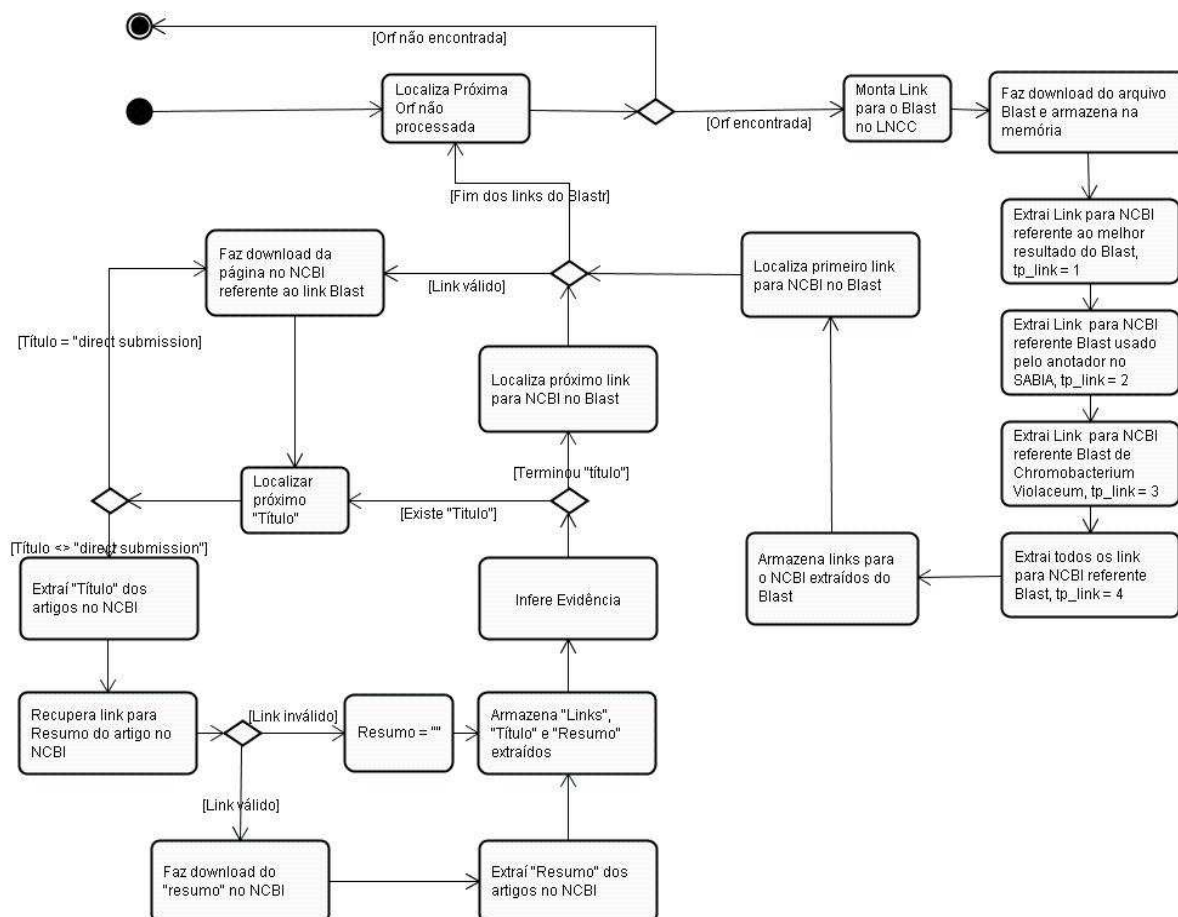 [Orf não encontrada]
Localiza Próxima
Orf não
processada
[Orf encontrada]
Monta Link
para o Blast
no LNCC
Faz download do arquivo
Blast e armazena na
memória
[Fim dos links do Blastr]
Extrai Link para NCBI
referente ao melhor
resultado do Blast,
tp_link = 1
Faz download da
página no NCBI
referente ao link Blast
[Link válido]
Localiza primeiro link
para NCBI no Blast
[Título = "direct submission]
Extrai Link para NCBI
referente Blast usado
pelo anotador no
SABIA, tp_link = 2
Localiza próximo link
para NCBI no Blast
Extrai Link para NCBI
referente Blast de
Chromobacterium
Violaceum, tp_link = 3
[Terminou "título"]
Localizar
próximo
"Título"
[Existe "Titulo"]
[Título <> "direct submission"]
Extraí "Título" dos
artigos no NCBI
Infere Evidência
Armazena links para
o NCBI extraídos do
Blast
Extrai todos os link
para NCBI referente
Blast, tp_link = 4
Recupera link para
Resumo do artigo no
NCBI
[Link inválido]
Resumo = ""
Armazena "Links",
"Título" e "Resumo"
extraídos
[Link válido]
Faz download do
"resumo" no NCBI
Extraí "Resumo" dos
artigos no NCBI